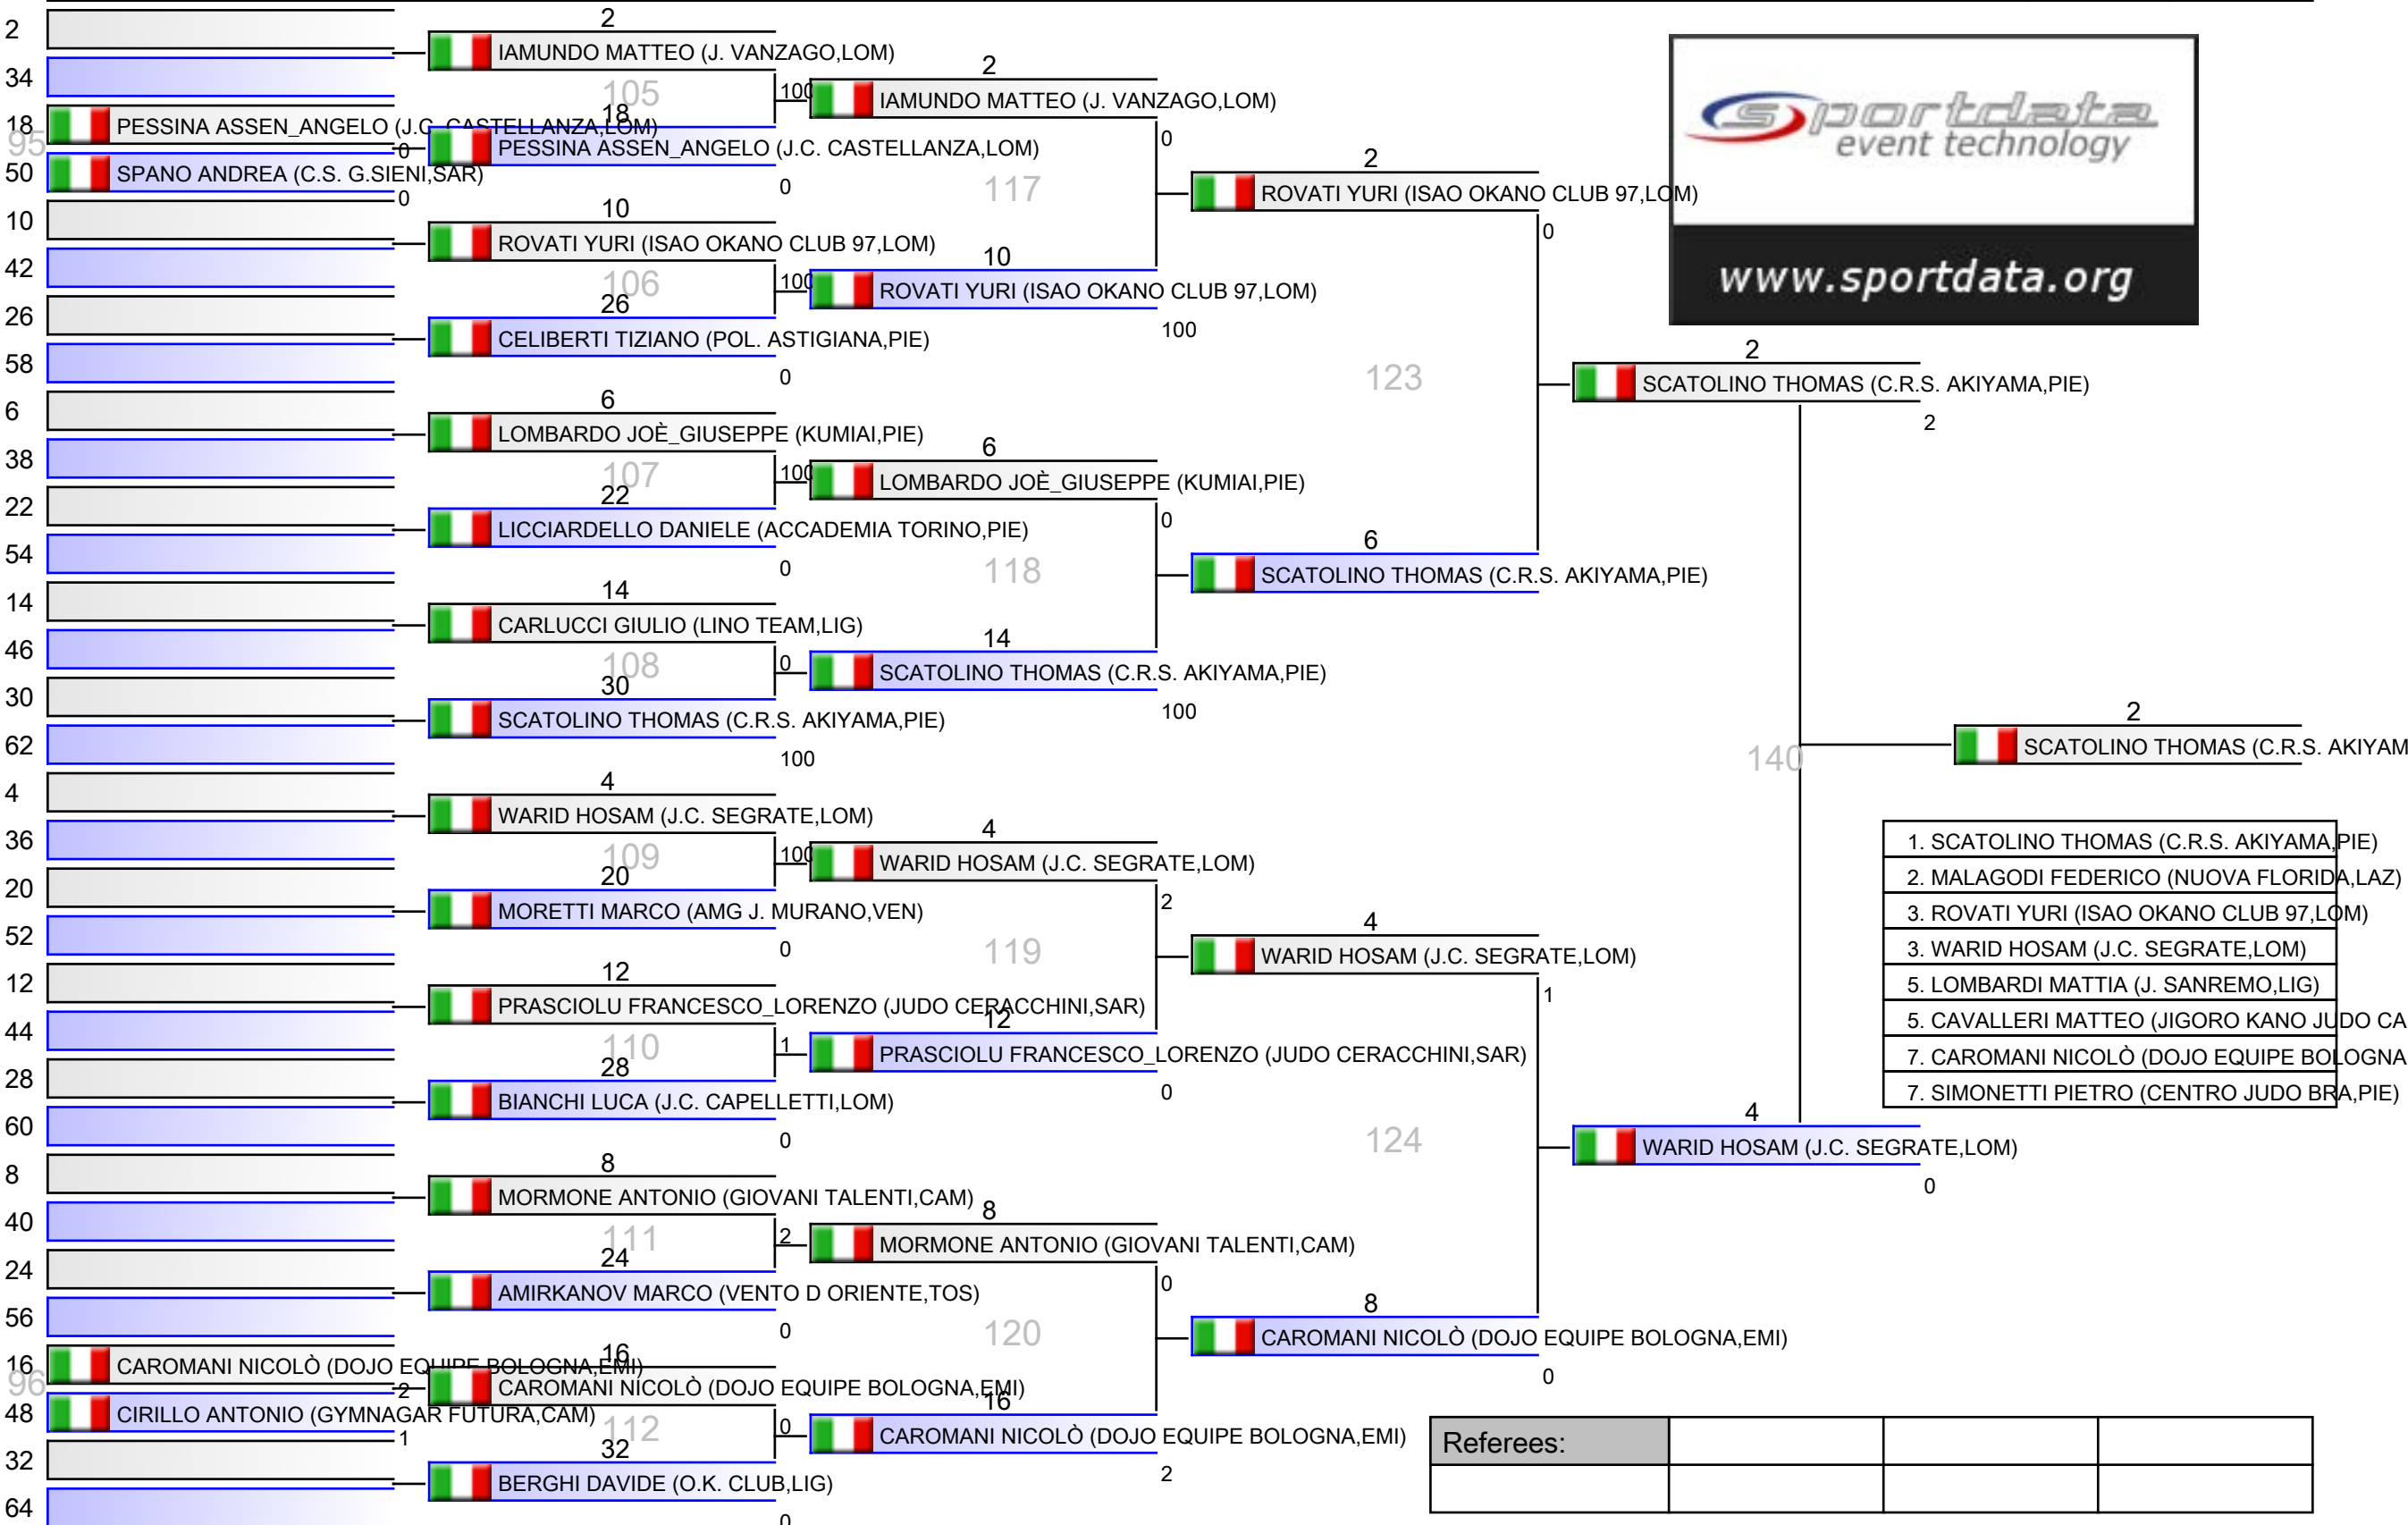 2
34
18
95
50
10
42
26
58
6
38
22
54
14
46
30
62
4
36
20
52
12
44
28
60
8
40
24
56
16
96
48
32
64
PESSINA ASSEN_ANGELO (J.C. CASTELLANZA,LOM)
0
SPANO ANDREA (C.S. G.SIENI,SAR)
0
CAROMANI NICOLÒ (DOJO EQUIPE BOLOGNA,EMI)
2
CIRILLO ANTONIO (GYMNAGAR FUTURA,CAM)
1
2
IAMUNDO MATTEO (J. VANZAGO,LOM)
105
100
18
PESSINA ASSEN_ANGELO (J.C. CASTELLANZA,LOM)
0
10
ROVATI YURI (ISAO OKANO CLUB 97,LOM)
106
100
26
CELIBERTI TIZIANO (POL. ASTIGIANA,PIE)
0
6
LOMBARDO JOÈ_GIUSEPPE (KUMIAI,PIE)
107
100
22
LICCIARDELLO DANIELE (ACCADEMIA TORINO,PIE)
0
14
CARLUCCI GIULIO (LINO TEAM,LIG)
108
0
30
SCATOLINO THOMAS (C.R.S. AKIYAMA,PIE)
100
4
WARID HOSAM (J.C. SEGRATE,LOM)
109
100
20
MORETTI MARCO (AMG J. MURANO,VEN)
0
12
PRASCIOLU FRANCESCO_LORENZO (JUDO CERACCHINI,SAR)
110
1
28
BIANCHI LUCA (J.C. CAPELLETTI,LOM)
0
8
MORMONE ANTONIO (GIOVANI TALENTI,CAM)
111
2
24
AMIRKANOV MARCO (VENTO D ORIENTE,TOS)
0
16
CAROMANI NICOLÒ (DOJO EQUIPE BOLOGNA,EMI)
112
0
32
BERGHI DAVIDE (O.K. CLUB,LIG)
0
2
IAMUNDO MATTEO (J. VANZAGO,LOM)
0
117
10
ROVATI YURI (ISAO OKANO CLUB 97,LOM)
100
6
LOMBARDO JOÈ_GIUSEPPE (KUMIAI,PIE)
0
118
14
SCATOLINO THOMAS (C.R.S. AKIYAMA,PIE)
100
4
WARID HOSAM (J.C. SEGRATE,LOM)
2
119
12
PRASCIOLU FRANCESCO_LORENZO (JUDO CERACCHINI,SAR)
0
8
MORMONE ANTONIO (GIOVANI TALENTI,CAM)
0
120
16
CAROMANI NICOLÒ (DOJO EQUIPE BOLOGNA,EMI)
2
2
ROVATI YURI (ISAO OKANO CLUB 97,LOM)
0
123
6
SCATOLINO THOMAS (C.R.S. AKIYAMA,PIE)
4
WARID HOSAM (J.C. SEGRATE,LOM)
1
124
8
CAROMANI NICOLÒ (DOJO EQUIPE BOLOGNA,EMI)
0
sportdata
event technology
www.sportdata.org
2
SCATOLINO THOMAS (C.R.S. AKIYAMA,PIE)
2
140
4
WARID HOSAM (J.C. SEGRATE,LOM)
0
2
SCATOLINO THOMAS (C.R.S. AKIYAM
1. SCATOLINO THOMAS (C.R.S. AKIYAMA,PIE)
2. MALAGODI FEDERICO (NUOVA FLORIDA,LAZ)
3. ROVATI YURI (ISAO OKANO CLUB 97,LOM)
3. WARID HOSAM (J.C. SEGRATE,LOM)
5. LOMBARDI MATTIA (J. SANREMO,LIG)
5. CAVALLERI MATTEO (JIGORO KANO JUDO CA
7. CAROMANI NICOLÒ (DOJO EQUIPE BOLOGNA
7. SIMONETTI PIETRO (CENTRO JUDO BRA,PIE)
Referees: